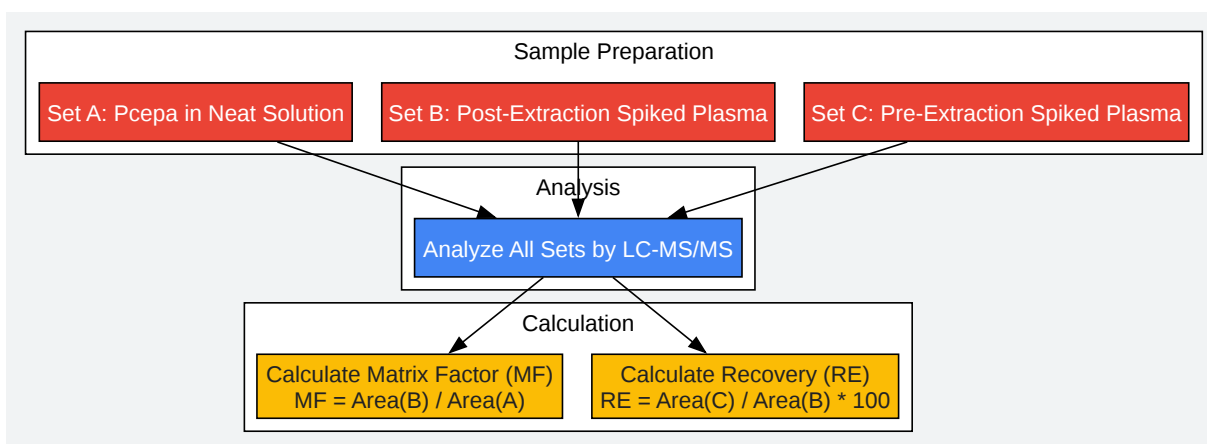 Sample Preparation
Set A: Pcepa in Neat Solution
Set B: Post-Extraction Spiked Plasma
Set C: Pre-Extraction Spiked Plasma
Analysis
Analyze All Sets by LC-MS/MS
Calculation
Calculate Matrix Factor (MF)
MF = Area(B) / Area(A)
Calculate Recovery (RE)
RE = Area(C) / Area(B) * 100